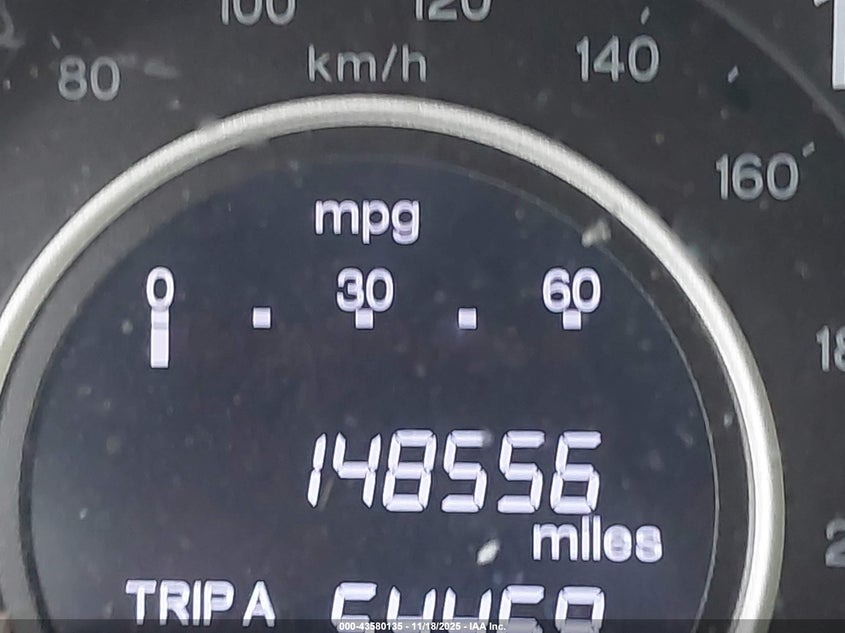 100 120
80 km/h 140
160
mpg
0 30 60
148556
miles
TRIP A
000-43580135 - 11/18/2025 - IAA Inc.